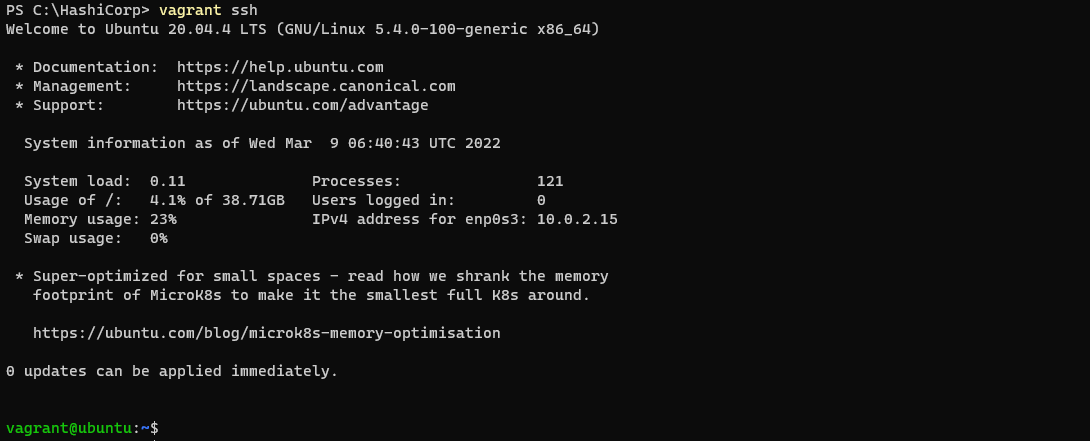 PS C:\HashiCorp> vagrant ssh
Welcome to Ubuntu 20.04.4 LTS (GNU/Linux 5.4.0-100-generic x86_64)
 * Documentation:  https://help.ubuntu.com
 * Management:     https://landscape.canonical.com
 * Support:        https://ubuntu.com/advantage
  System information as of Wed Mar  9 06:40:43 UTC 2022
  System load:  0.11              Processes:               121
  Usage of /:   4.1% of 38.71GB   Users logged in:         0
  Memory usage: 23%               IPv4 address for enp0s3: 10.0.2.15
  Swap usage:   0%
 * Super-optimized for small spaces - read how we shrank the memory
   footprint of MicroK8s to make it the smallest full K8s around.
   https://ubuntu.com/blog/microk8s-memory-optimisation
0 updates can be applied immediately.
vagrant@ubuntu:~$